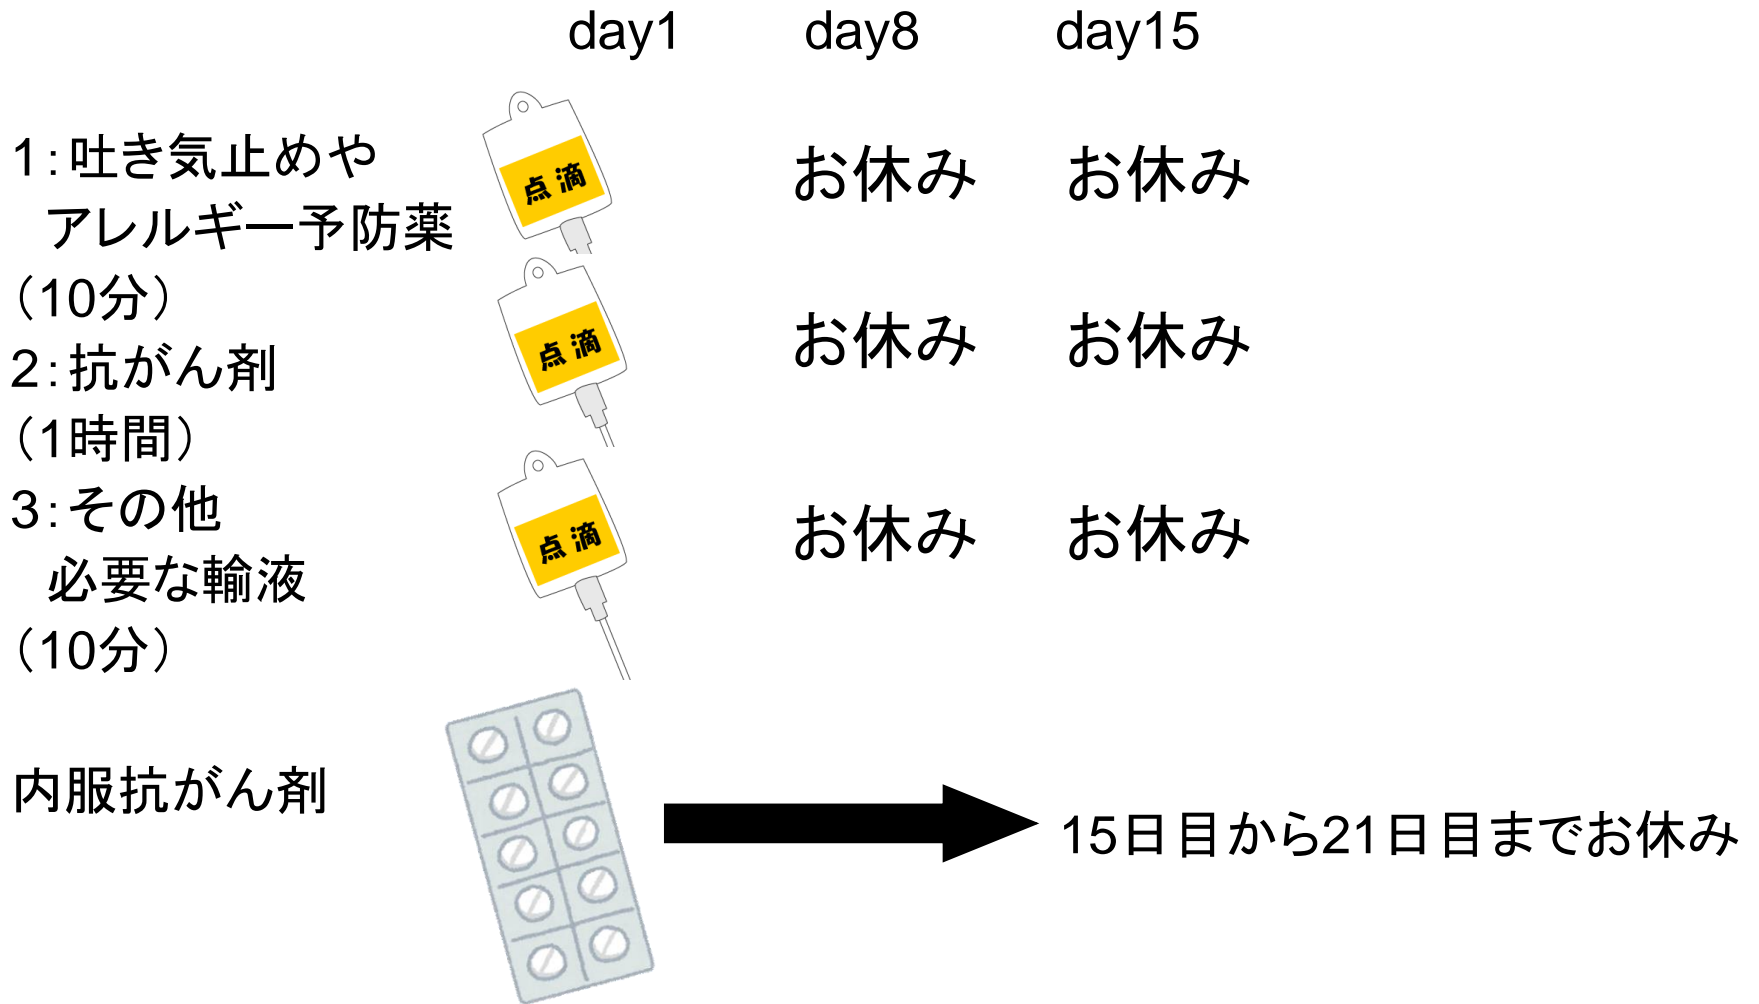 day1 day8 day15
1：吐き気止めや
アレルギー予防薬
（10分）
点滴 お休み お休み
2：抗がん剤
（1時間）
点滴 お休み お休み
3：その他
必要な輸液
（10分）
点滴 お休み お休み
内服抗がん剤
15日目から21日目までお休み